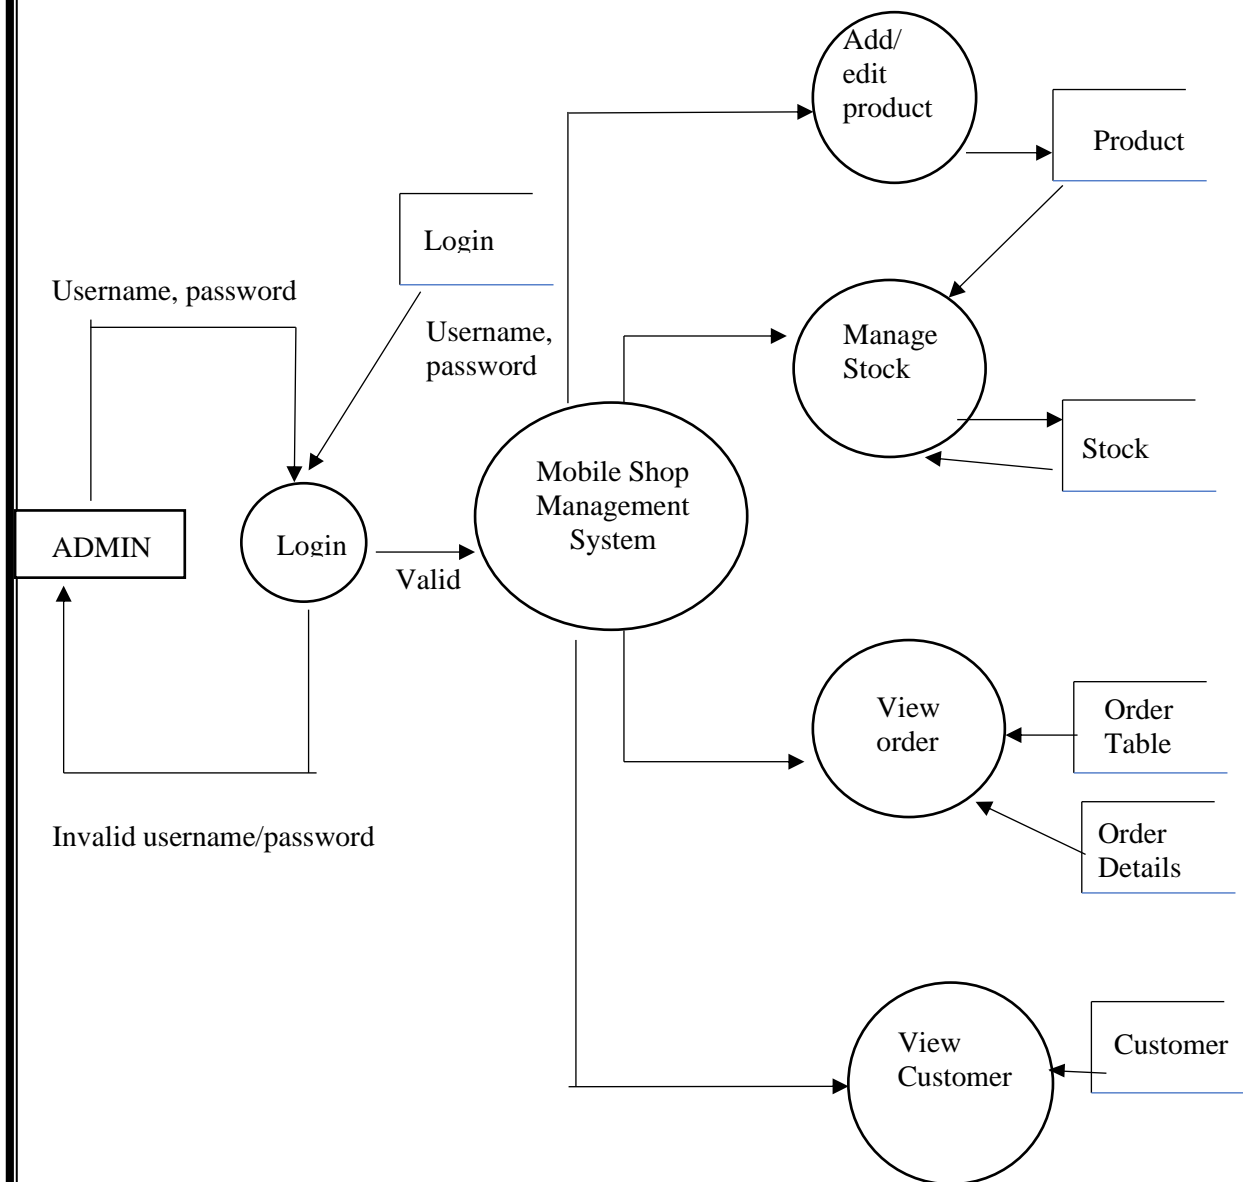 Add/
edit
product
Product
Login
Username, password
Username,
password
Manage
Stock
Stock
Mobile Shop
Management
System
ADMIN
Login
Valid
View
order
Order
Table
Invalid username/password
Order
Details
View
Customer
Customer